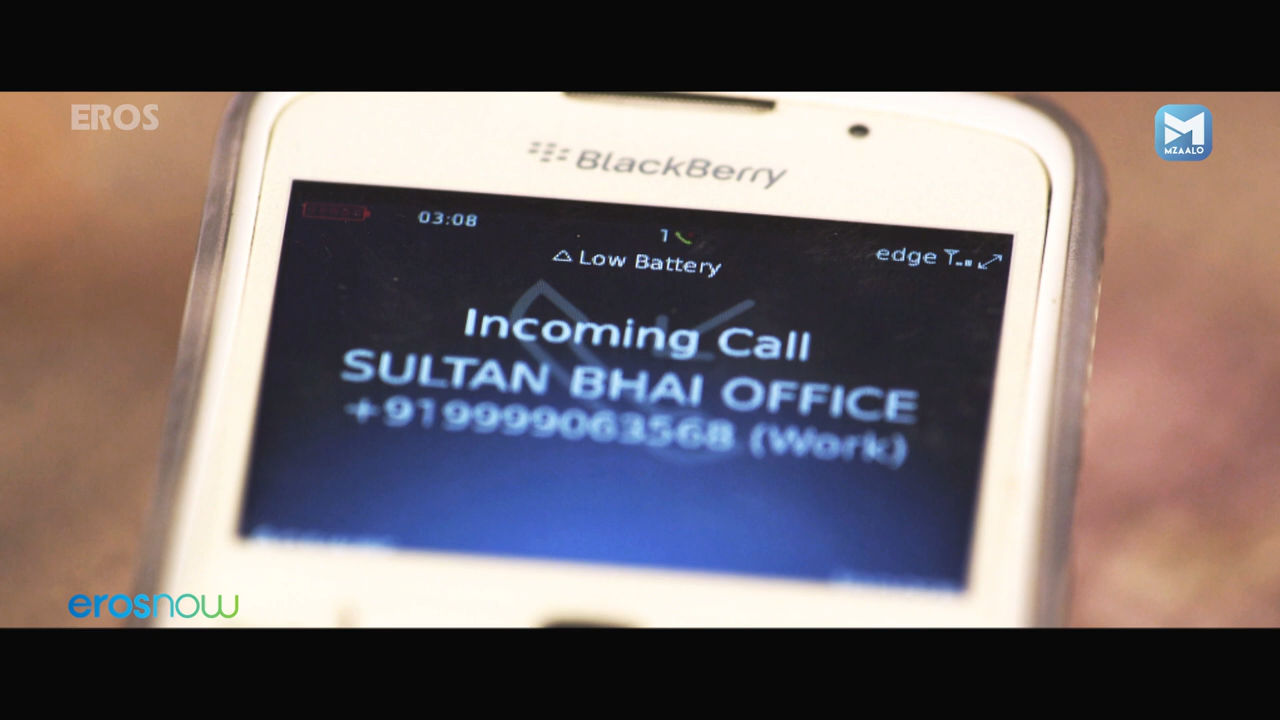 EROS
MZAALO
BlackBerry
03:08
1
edge
Low Battery
Incoming Call
SULTAN BHAI OFFICE
+919999063568 (Work)
erosnow